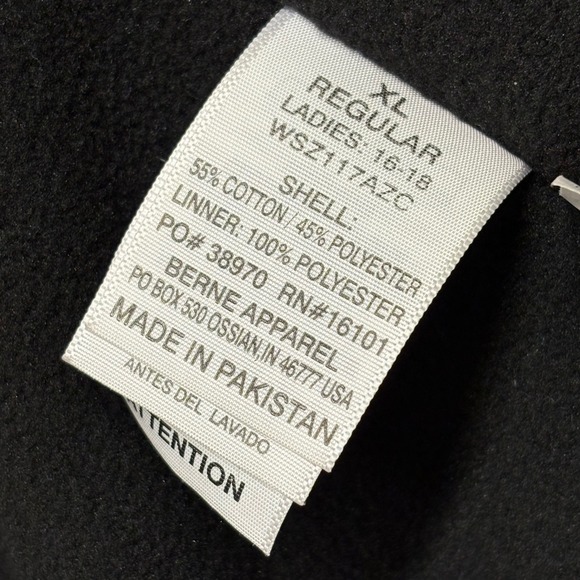 XL
REGULAR
LADIES: 16-18
WSZ117AZC
SHELL:
55% COTTON / 45% POLYESTER
LINNER: 100% POLYESTER
PO# 38970 RN#16101
BERNE APPAREL
PO BOX 530 OSSIAN, IN 46777 USA
MADE IN PAKISTAN
ANTES DEL LAVADO
ATTENTION